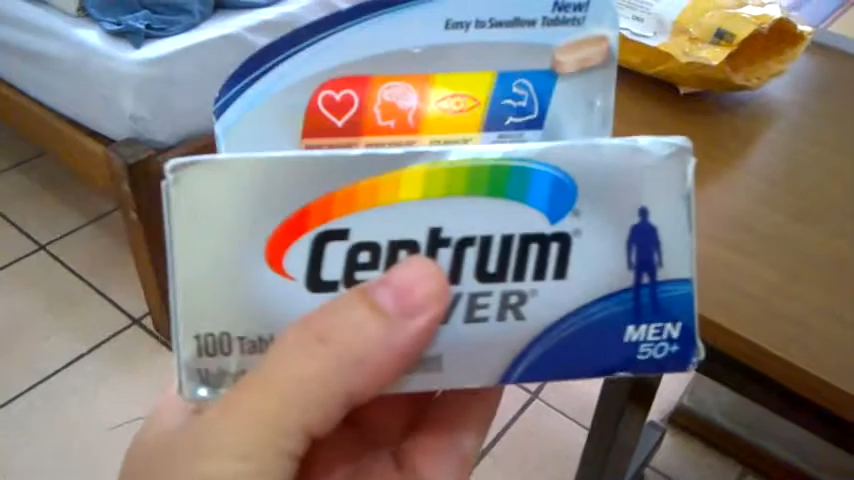 New!
Easy to Swallow Tablets!
Centrum
VER
100 Tabl
MEN
50+